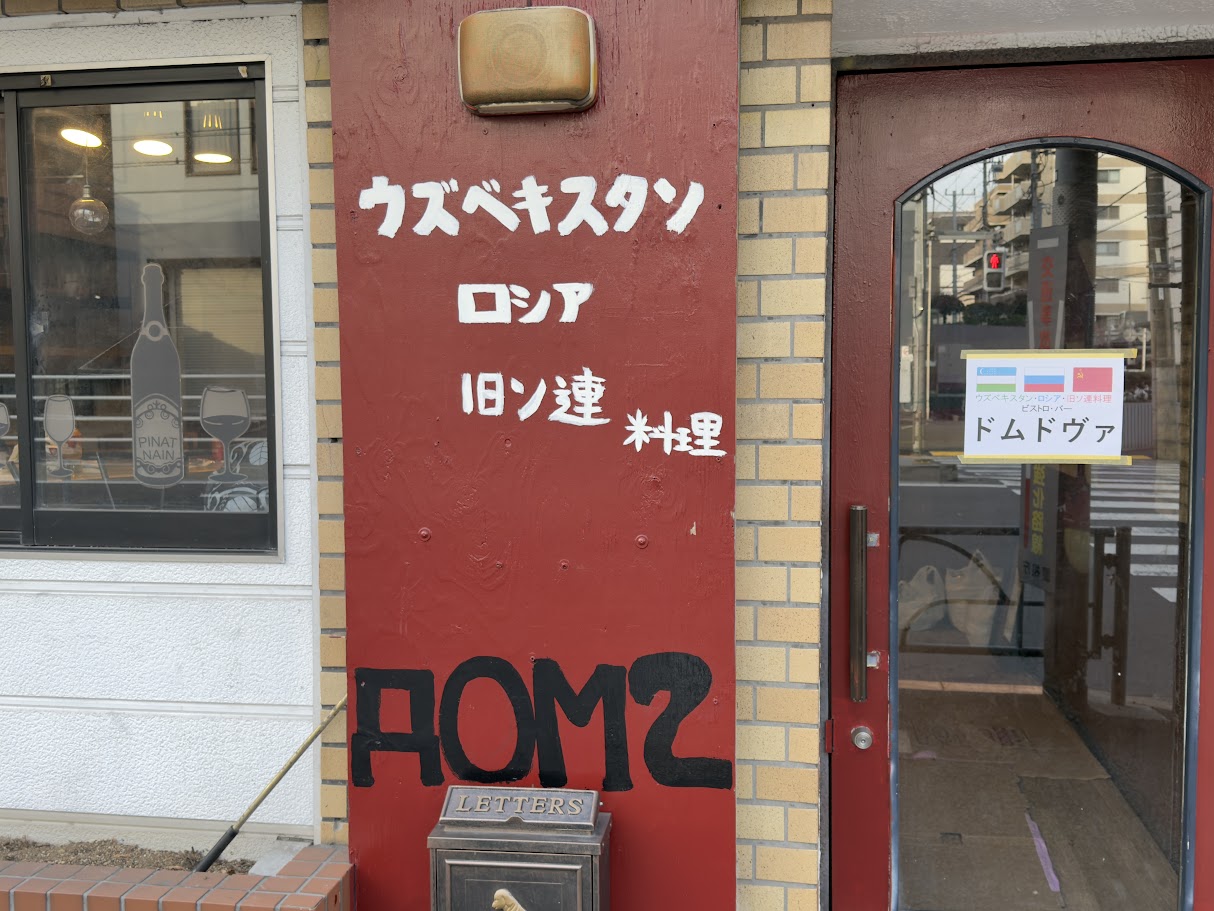 ウズベキスタン
ロシア
旧ソ連
料理
ДОМ2
LETTERS
PINAT
NAIN
ウズベキスタン・ロシア・旧ソ連料理
ビストロ・バー
ドムドヴァ